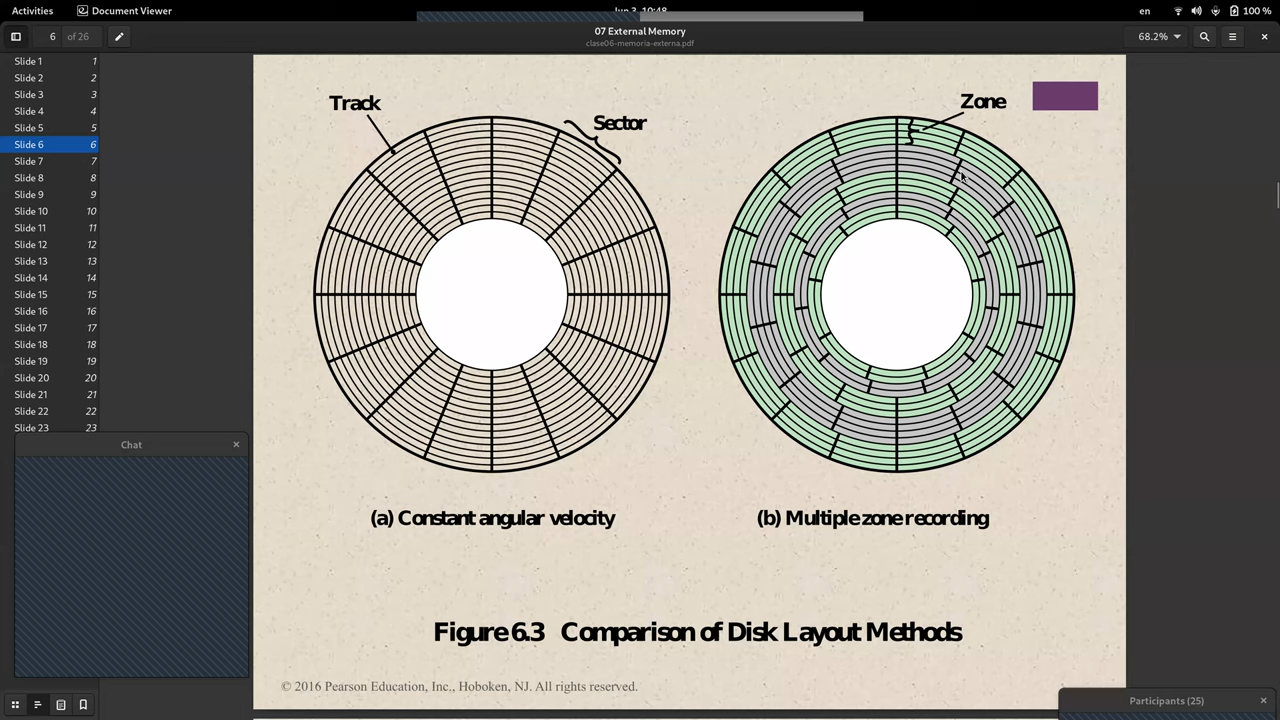 Activities
Document Viewer
Jun 3, 10:48
en
100 %
6
of 26
07 External Memory
clase06-memoria-externa.pdf
68.2%
Slide 1 1
Slide 2 2
Slide 3 3
Slide 4 4
Slide 5 5
Slide 6 6
Slide 7 7
Slide 8 8
Slide 9 9
Slide 10 10
Slide 11 11
Slide 12 12
Slide 13 13
Slide 14 14
Slide 15 15
Slide 16 16
Slide 17 17
Slide 18 18
Slide 19 19
Slide 20 20
Slide 21 21
Slide 22 22
Slide 23 23
Chat
Track
Sector
Zone
(a) Constant angular velocity
(b) Multiple zone recording
Figure 6.3 Comparison of Disk Layout Methods
© 2016 Pearson Education, Inc., Hoboken, NJ. All rights reserved.
Participants (25)